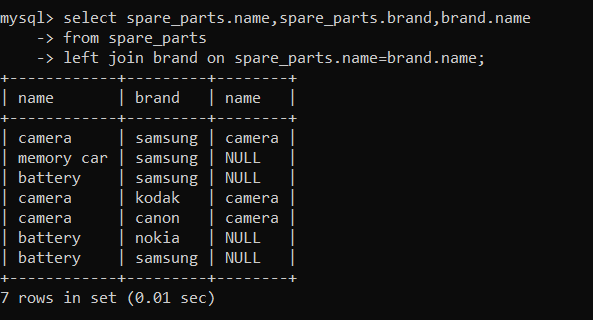 mysql> select spare_parts.name,spare_parts.brand,brand.name
    -> from spare_parts
    -> left join brand on spare_parts.name=brand.name;
+------------+---------+--------+
| name       | brand   | name   |
+------------+---------+--------+
| camera     | samsung | camera |
| memory car | samsung | NULL   |
| battery    | samsung | NULL   |
| camera     | kodak   | camera |
| camera     | canon   | camera |
| battery    | nokia   | NULL   |
| battery    | samsung | NULL   |
+------------+---------+--------+
7 rows in set (0.01 sec)